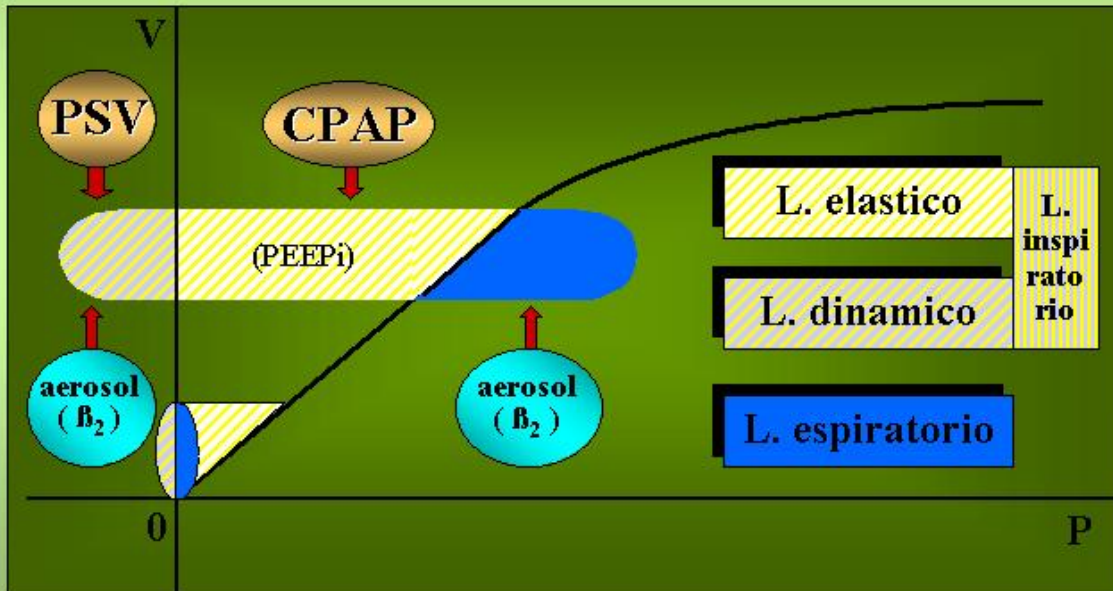 V
PSV
CPAP
(PEEPi)
aerosol
( ß₂ )
aerosol
( ß₂ )
0
P
L. elastico
L. dinamico
L.
inspi
rato
rio
L. espiratorio